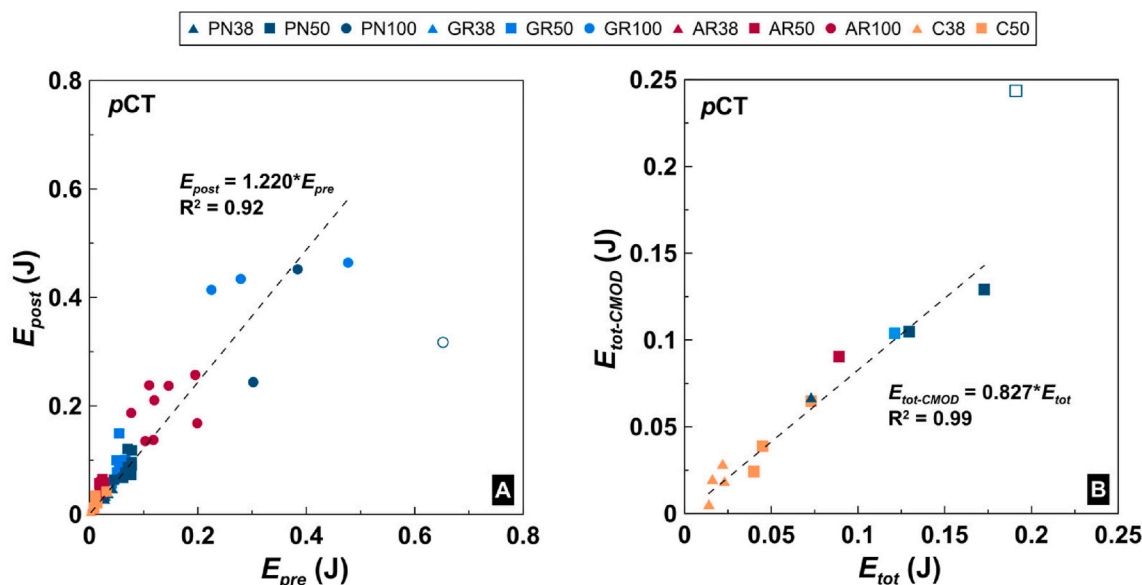 PN38 PN50 PN100 GR38 GR50 GR100 AR38 AR50 AR100 C38 C50
pCT
E_post = 1.220*E_pre
R² = 0.92
0.8
0.6
0.4
0.2
0
E_post (J)
A
0 0.2 0.4 0.6 0.8
E_pre (J)
pCT
0.25
0.2
0.15
0.1
0.05
0
E_tot-CMOD (J)
E_tot-CMOD = 0.827*E_tot
R² = 0.99
B
0 0.05 0.1 0.15 0.2 0.25
E_tot (J)